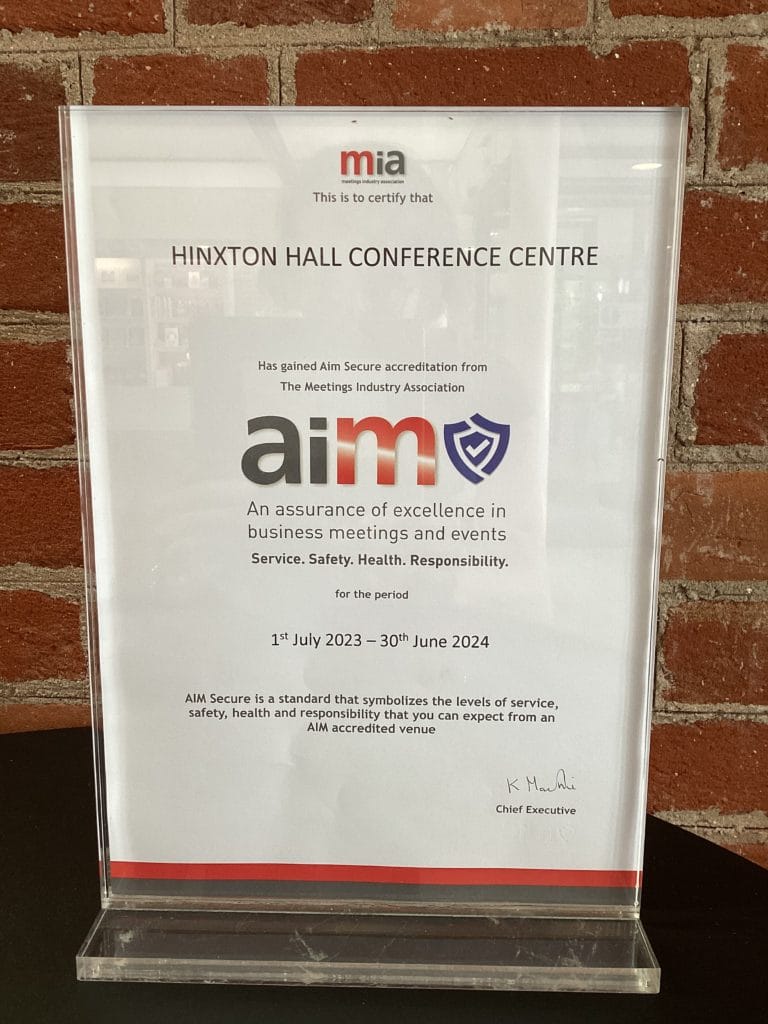 mia
meetings industry association
This is to certify that
HINXTON HALL CONFERENCE CENTRE
Has gained Aim Secure accreditation from
The Meetings Industry Association
aim
An assurance of excellence in
business meetings and events
Service. Safety. Health. Responsibility.
for the period
1st July 2023 – 30th June 2024
AIM Secure is a standard that symbolizes the levels of service,
safety, health and responsibility that you can expect from an
AIM accredited venue
Chief Executive